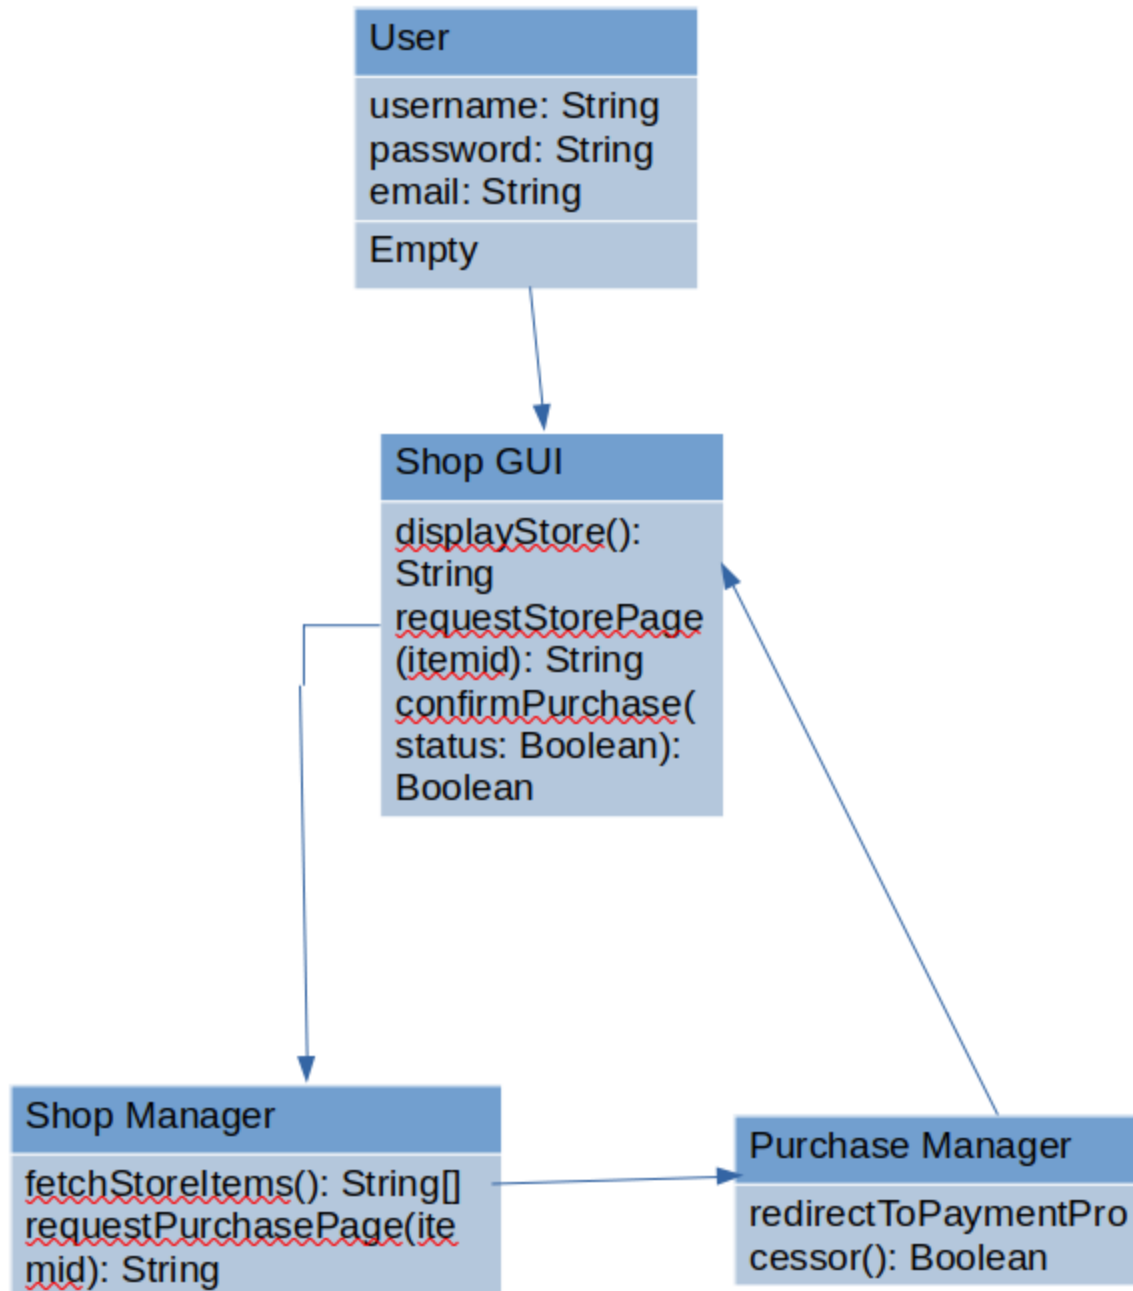 User
username: String
password: String
email: String
Empty
Shop GUI
displayStore():
String
requestStorePage
(itemid): String
confirmPurchase(
status: Boolean):
Boolean
Shop Manager
fetchStoreItems(): String[]
requestPurchasePage(ite
mid): String
Purchase Manager
redirectToPaymentPro
cessor(): Boolean